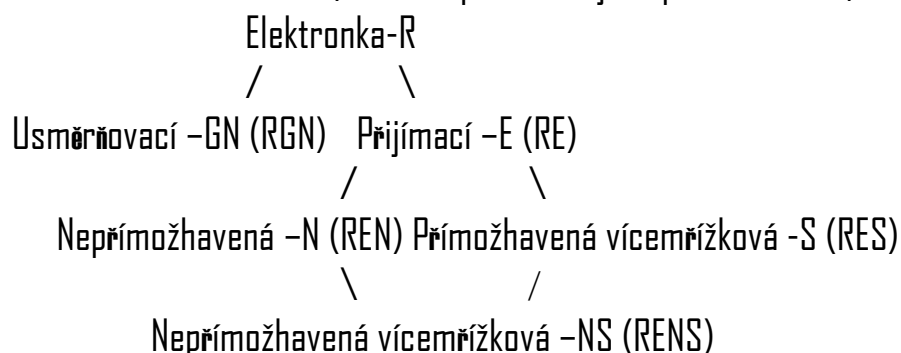 Elektronka-R
/ \
Usměrňovací –GN (RGN) Přijímací –E (RE)
/ \
Nepřímožhavená –N (REN) Přímožhavená vícemřížková -S (RES)
\ /
Nepřímožhavená vícemřížková –NS (RENS)